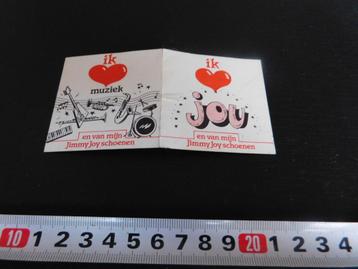 ik
muziek
en van mijn
Jimmy Joy schoenen
ik
joy
en van mijn
Jimmy Joy schoenen
10 1 2 3 4 5 6 7 8 9 20 1 2 3 4